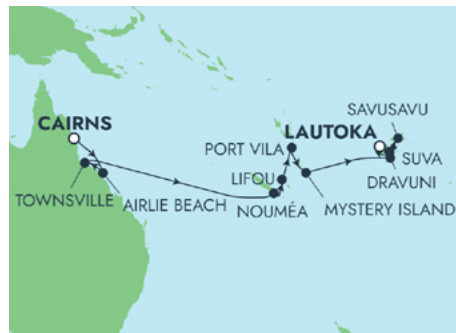 SAVUSAVU
CAIRNS
LAUTOKA
PORT VILA
SUVA
LIFOU
DRAVUNI
TOWNSVILLE
AIRLIE BEACH
NOUMÉA
MYSTERY ISLAND